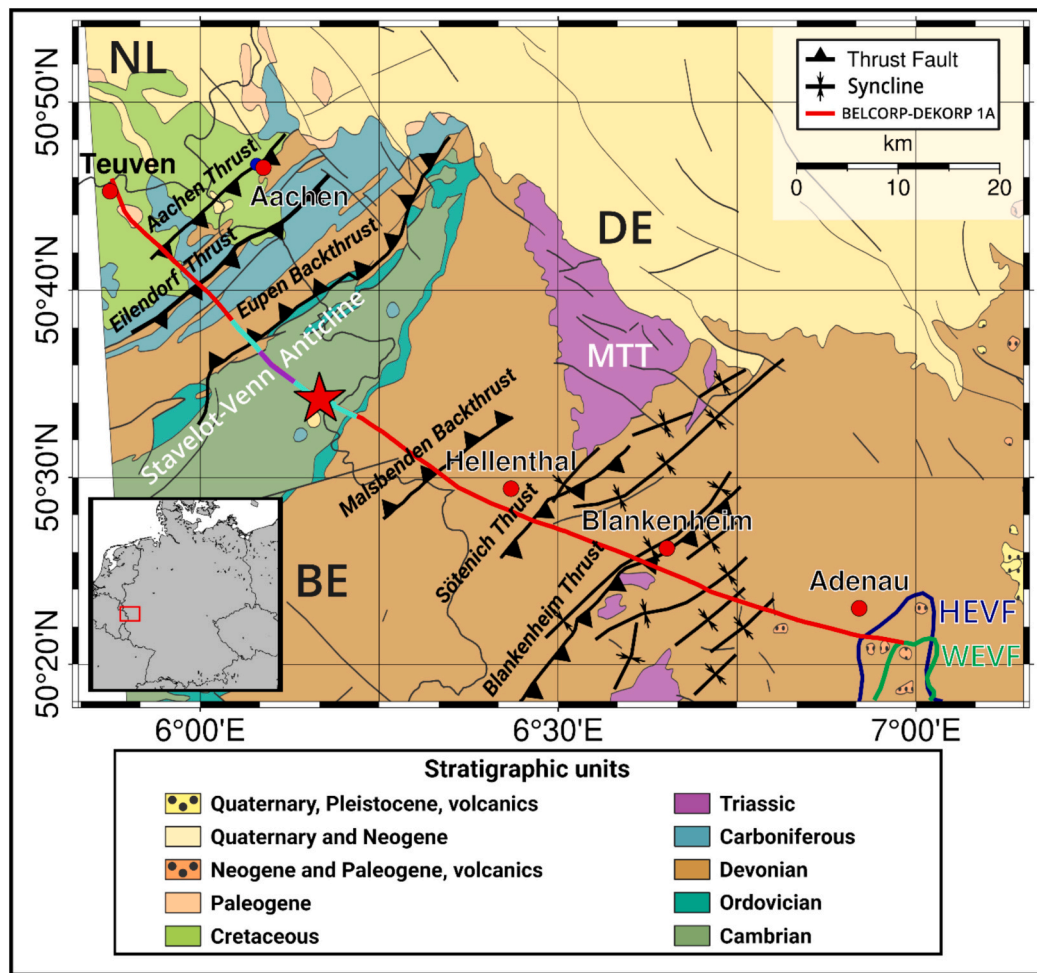 NL
Thrust Fault
Syncline
BELCORP-DEKORP 1A
km
0 10 20
50°50'N
50°40'N
50°30'N
50°20'N
Teuven
Aachen Thrust
Aachen
Eilendorf Thrust
Eupen Backthrust
DE
Stavelot-Venn Anticline
MTT
Malsbenden Backthrust
Hellenthal
Sötenich Thrust
Blankenheim
BE
Blankenheim Thrust
Adenau
HEVF
WEVF
6°00'E 6°30'E 7°00'E
Stratigraphic units
Quaternary, Pleistocene, volcanics
Quaternary and Neogene
Neogene and Paleogene, volcanics
Paleogene
Cretaceous
Triassic
Carboniferous
Devonian
Ordovician
Cambrian